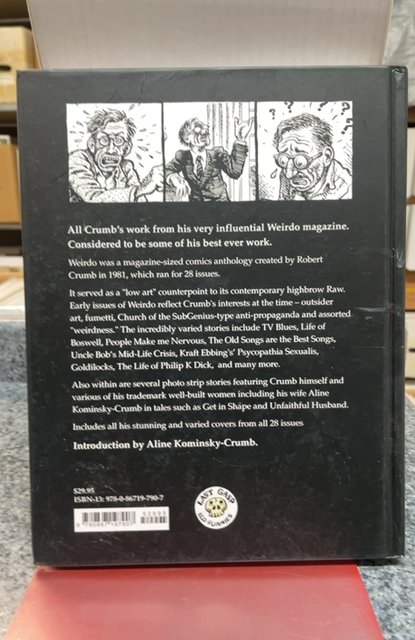 All Crumb's work from his very influential Weirdo magazine.
Considered to be some of his best ever work.
Weirdo was a magazine-sized comics anthology created by Robert
Crumb in 1981, which ran for 28 issues.
It served as a "low art" counterpoint to its contemporary highbrow Raw.
Early issues of Weirdo reflect Crumb's interests at the time – outsider
art, fumetti, Church of the SubGenius-type anti-propaganda and assorted
"weirdness." The incredibly varied stories include TV Blues, Life of
Boswell, People Make me Nervous, The Old Songs are the Best Songs,
Uncle Bob's Mid-Life Crisis, Kraft Ebbing's' Psycopathia Sexualis,
Goldilocks, The Life of Philip K Dick, and many more.
Also within are several photo strip stories featuring Crumb himself and
various of his trademark well-built women including his wife Aline
Kominsky-Crumb in tales such as Get in Shape and Unfaithful Husband.
Includes all his stunning and varied covers from all 28 issues
Introduction by Aline Kominsky-Crumb.
$29.95
ISBN-13: 978-0-86719-790-7
52995
9 780867 197907
LAST GASP
ECO-FUNNIES
? ? ? ?